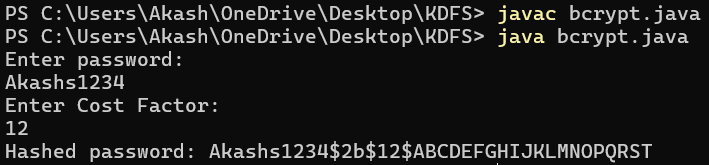 PS C:\Users\Akash\OneDrive\Desktop\KDFS> javac bcrypt.java
PS C:\Users\Akash\OneDrive\Desktop\KDFS> java bcrypt.java
Enter password:
Akashs1234
Enter Cost Factor:
12
Hashed password: Akashs1234$2b$12$ABCDEFGHIJKLMNOPQRST